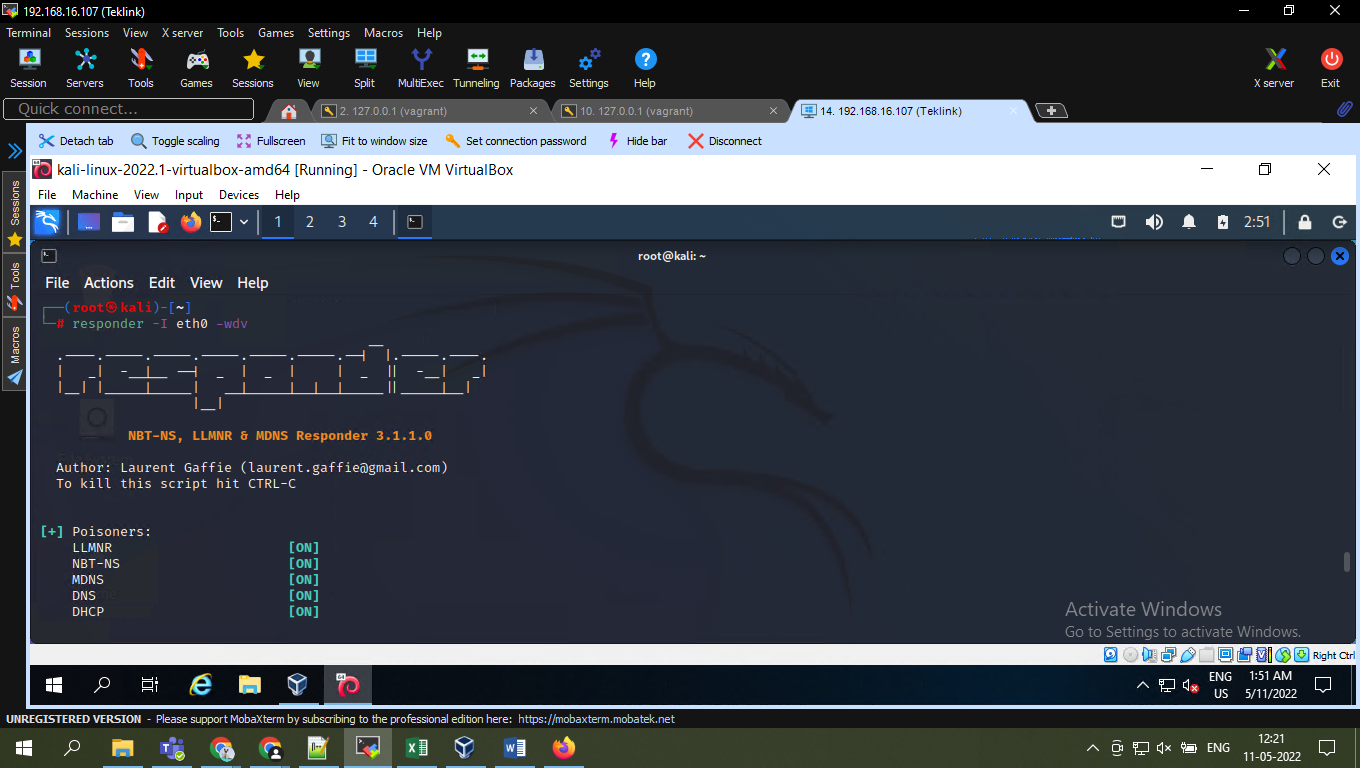 192.168.16.107 (Teklink)
Terminal Sessions View X server Tools Games Settings Macros Help
Session Servers Tools Games Sessions View Split MultiExec Tunneling Packages Settings Help X server Exit
Quick connect... 2. 127.0.0.1 (vagrant) 10. 127.0.0.1 (vagrant) 14. 192.168.16.107 (Teklink)
Detach tab Toggle scaling Fullscreen Fit to window size Set connection password Hide bar Disconnect
Sessions
Tools
Macros
kali-linux-2022.1-virtualbox-amd64 [Running] - Oracle VM VirtualBox
File Machine View Input Devices Help
1 2 3 4 2:51
root@kali: ~
File Actions Edit View Help
(root㉿kali)-[~]
# responder -I eth0 -wdv
responder
NBT-NS, LLMNR & MDNS Responder 3.1.1.0
Author: Laurent Gaffie (laurent.gaffie@gmail.com)
To kill this script hit CTRL-C
[+] Poisoners:
LLMNR [ON]
NBT-NS [ON]
MDNS [ON]
DNS [ON]
DHCP [ON]
Activate Windows
Go to Settings to activate Windows.
Right Ctrl
ENG
US
1:51 AM
5/11/2022
UNREGISTERED VERSION - Please support MobaXterm by subscribing to the professional edition here: https://mobaxterm.mobatek.net
ENG
12:21
11-05-2022